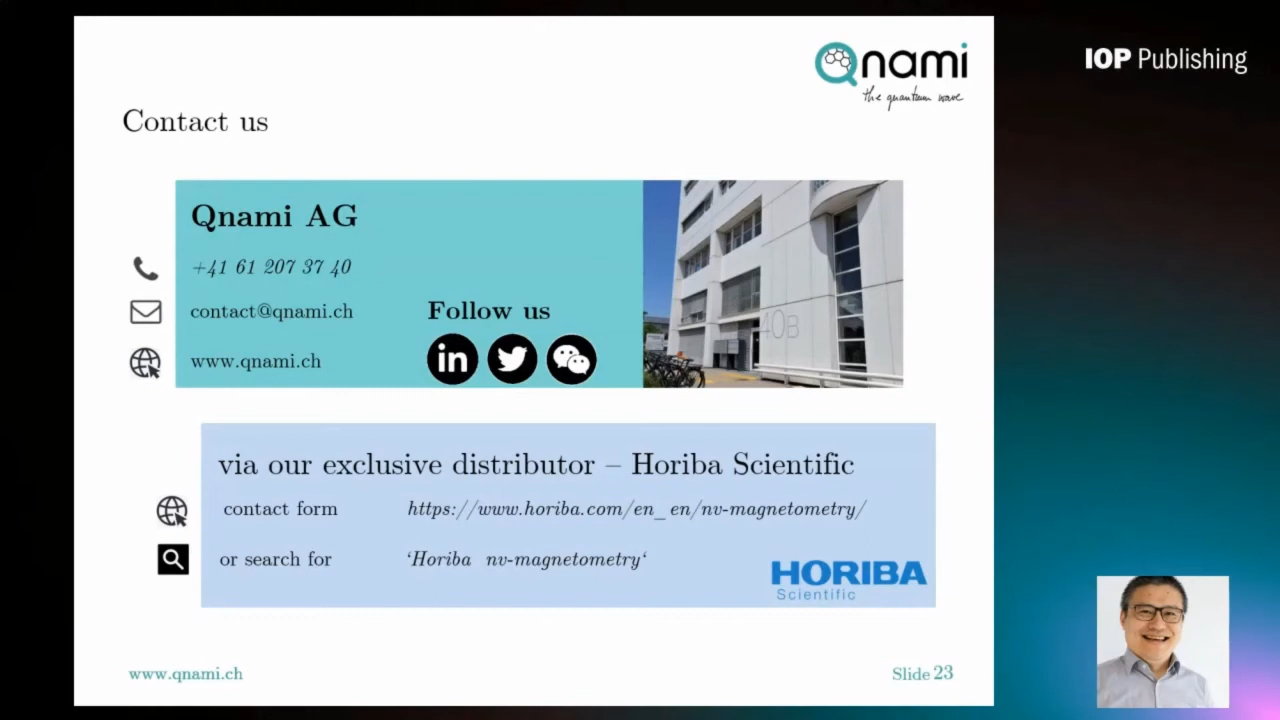 Qnami
the quantum wave
IOP Publishing
Contact us
Qnami AG
+41 61 207 37 40
contact@qnami.ch
www.qnami.ch
Follow us
in
40B
via our exclusive distributor – Horiba Scientific
contact form https://www.horiba.com/en_en/nv-magnetometry/
or search for ‘Horiba nv-magnetometry‘
HORIBA
Scientific
www.qnami.ch
Slide 23